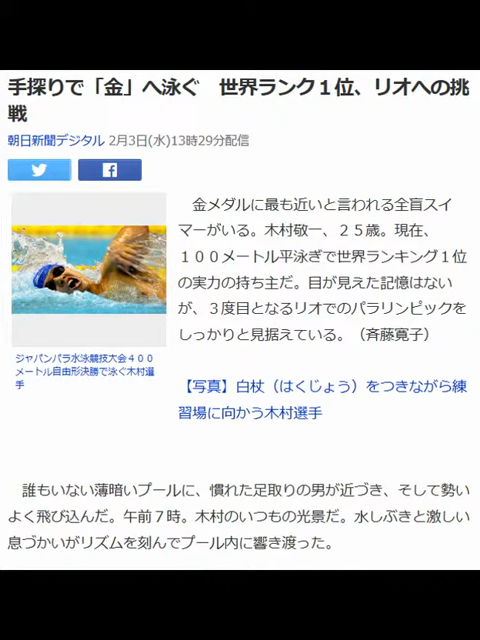 手探りで「金」へ泳ぐ　世界ランク１位、リオへの挑
戦
朝日新聞デジタル 2月3日(水)13時29分配信
金メダルに最も近いと言われる全盲スイ
マーがいる。木村敬一、２５歳。現在、
１００メートル平泳ぎで世界ランキング１位
の実力の持ち主だ。目が見えた記憶はない
が、３度目となるリオでのパラリンピックを
しっかりと見据えている。（斉藤寛子）
ジャパンパラ水泳競技大会４００
メートル自由形決勝で泳ぐ木村選
手
【写真】白杖（はくじょう）をつきながら練
習場に向かう木村選手
誰もいない薄暗いプールに、慣れた足取りの男が近づき、そして勢い
よく飛び込んだ。午前７時。木村のいつもの光景だ。水しぶきと激しい
息づかいがリズムを刻んでプール内に響き渡った。